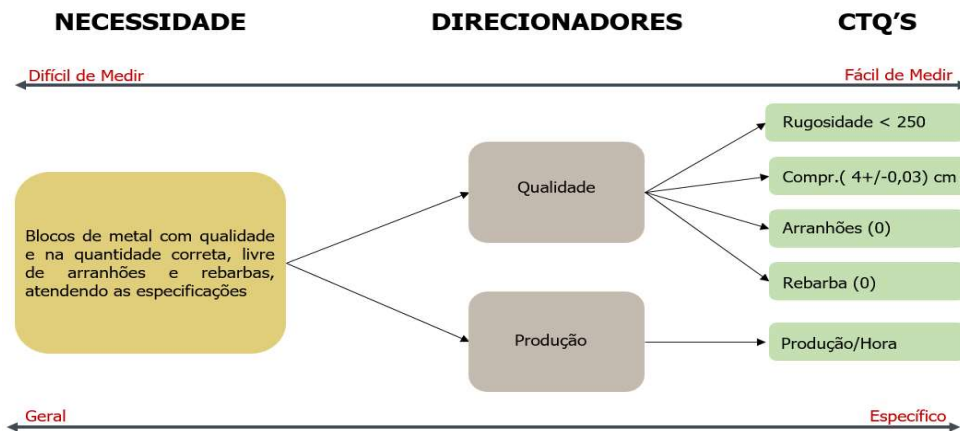 NECESSIDADE
DIRECIONADORES
CTQ'S
Difícil de Medir
Fácil de Medir
Blocos de metal com qualidade
e na quantidade correta, livre
de arranhões e rebarbas,
atendendo as especificações
Qualidade
Produção
Rugosidade < 250
Compr.( 4+/-0,03) cm
Arranhões (0)
Rebarba (0)
Produção/Hora
Geral
Específico